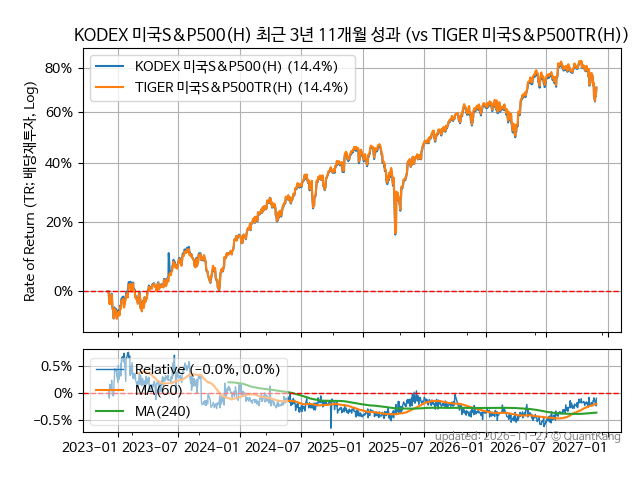 KODEX 미국S&P500(H) 최근 3년 11개월 성과 (vs TIGER 미국S&P500TR(H))
KODEX 미국S&P500(H) (14.4%)
TIGER 미국S&P500TR(H) (14.4%)
Rate of Return (TR: 배당재투자, Log)
80%
60%
40%
20%
0%
Relative (−0.0%, 0.0%)
MA(60)
MA(240)
0.5%
0.0%
−0.5%
2023−01 2023−07 2024−01 2024−07 2025−01 2025−07 2026−01 2026−07 2027−01
updated: 2026−11−27 © QuantKang